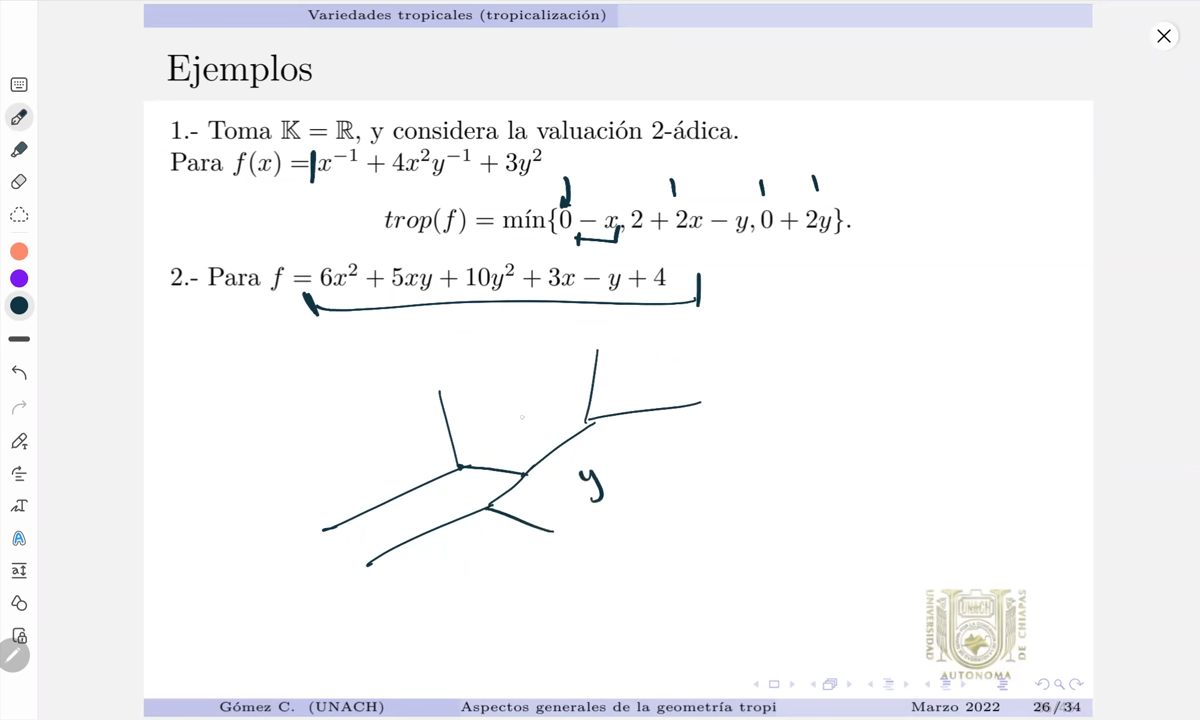 Variedades tropicales (tropicalización)
Ejemplos
1.- Toma 𝕂 = ℝ, y considera la valuación 2-ádica.
Para f(x) = 1x⁻¹ + 4x²y⁻¹ + 3y²
trop(f) = mín{0 − x, 2 + 2x − y, 0 + 2y}.
2.- Para f = 6x² + 5xy + 10y² + 3x − y + 4
y
UNIVERSIDAD
UNACH
DE CHIAPAS
AUTONOMA
Gómez C. (UNACH)
Aspectos generales de la geometría tropi
Marzo 2022
26/34